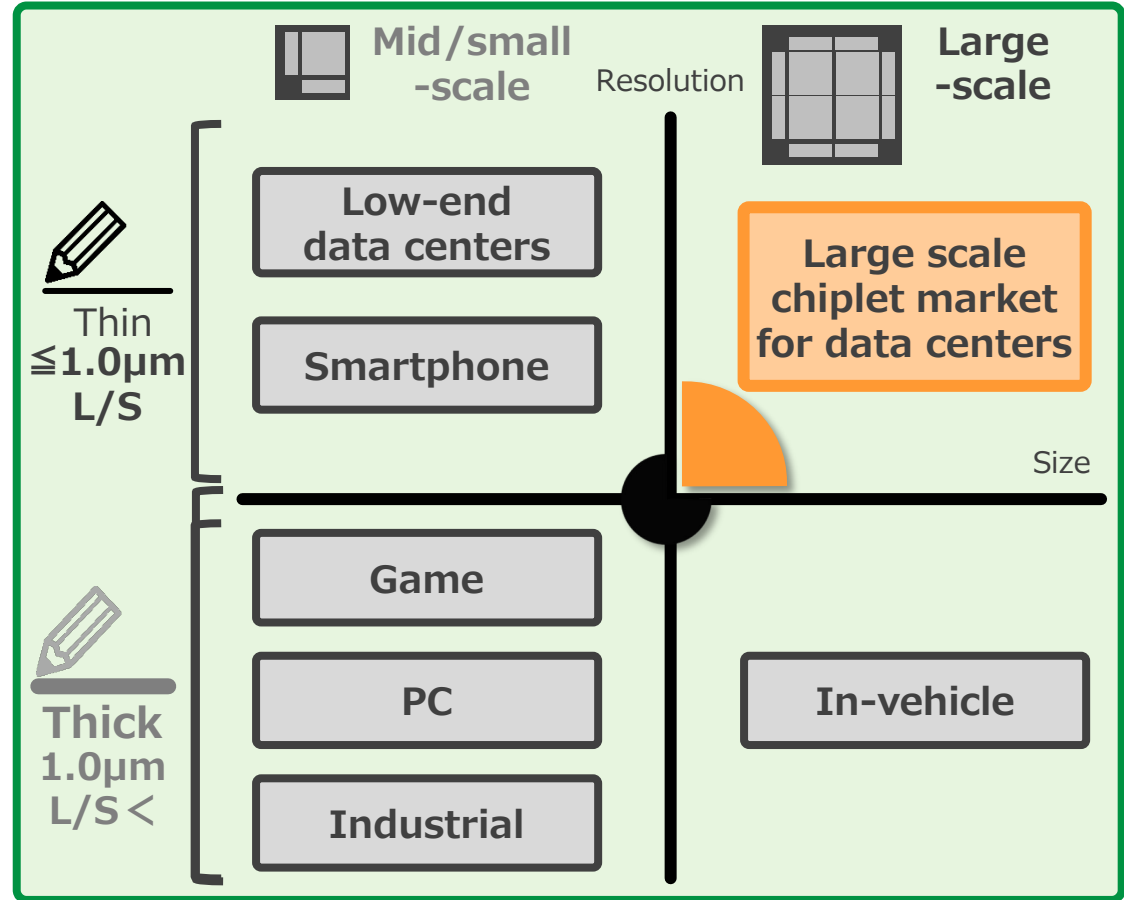 Mid/small
-scale
Resolution
Large
-scale
Low-end
data centers
Large scale
chiplet market
for data centers
Thin
≦1.0μm
L/S
Smartphone
Size
Game
Thick
1.0μm
L/S＜
PC
In-vehicle
Industrial